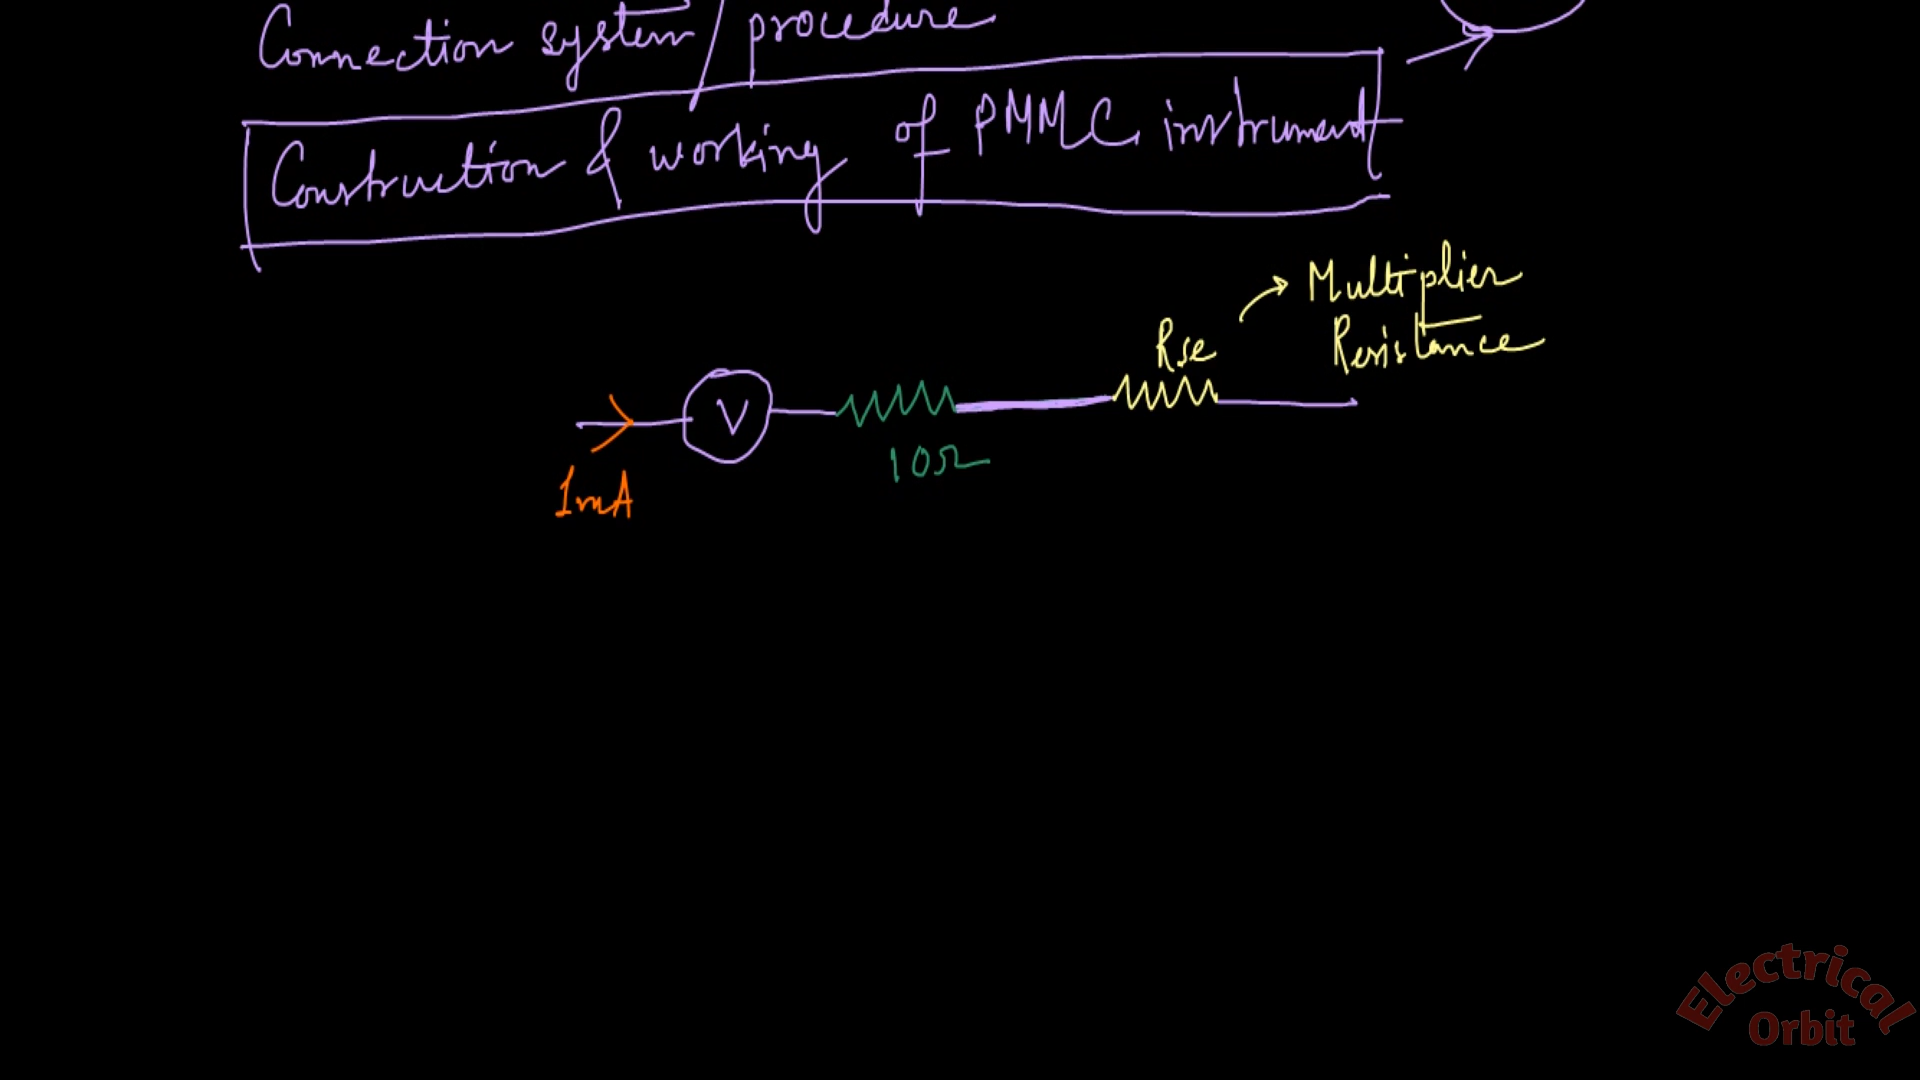 Connection system / procedure
Construction & working of PMMC instrument
Multiplier
Resistance
Rse
V
10Ω
1mA
Electrical
Orbit